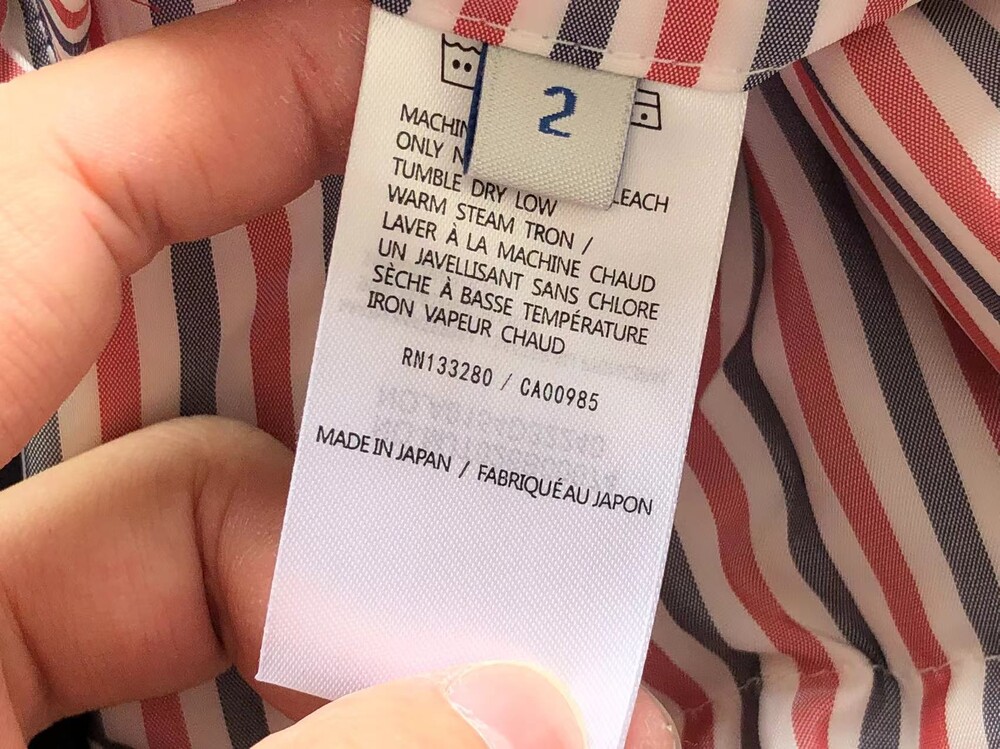 2
MACHIN
ONLY N LEACH
TUMBLE DRY LOW
WARM STEAM TRON /
LAVER À LA MACHINE CHAUD
UN JAVELLISANT SANS CHLORE
SÈCHE À BASSE TEMPÉRATURE
IRON VAPEUR CHAUD
RN133280 / CA00985
MADE IN JAPAN / FABRIQUÉ AU JAPON